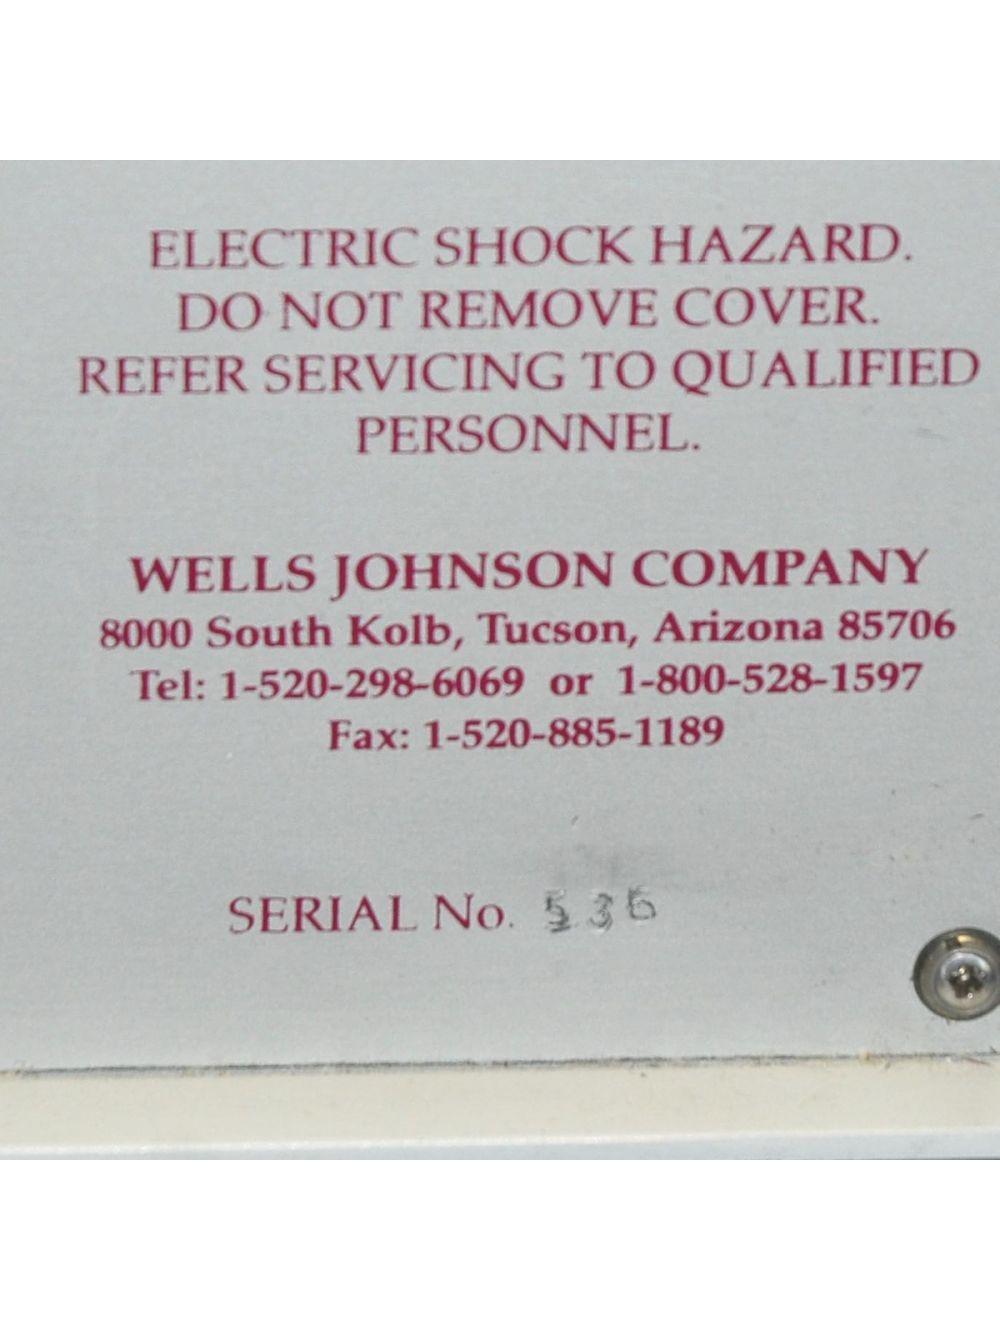 ELECTRIC SHOCK HAZARD.
DO NOT REMOVE COVER.
REFER SERVICING TO QUALIFIED
PERSONNEL.
WELLS JOHNSON COMPANY
8000 South Kolb, Tucson, Arizona 85706
Tel: 1-520-298-6069 or 1-800-528-1597
Fax: 1-520-885-1189
SERIAL No.